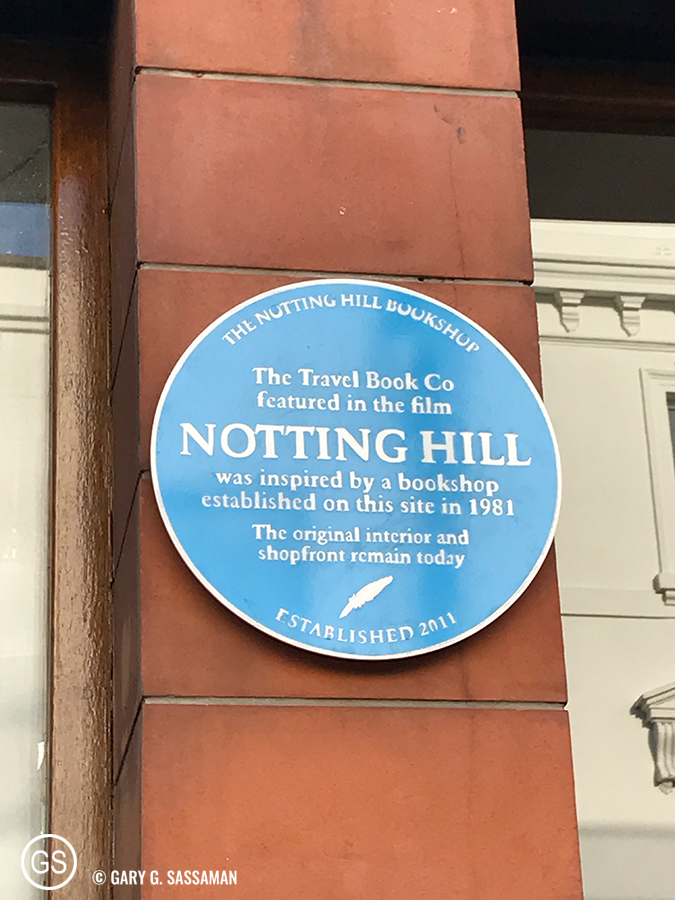 THE NOTTING HILL BOOKSHOP
The Travel Book Co
featured in the film
NOTTING HILL
was inspired by a bookshop
established on this site in 1981
The original interior and
shopfront remain today
ESTABLISHED 2011
GS
© GARY G. SASSAMAN